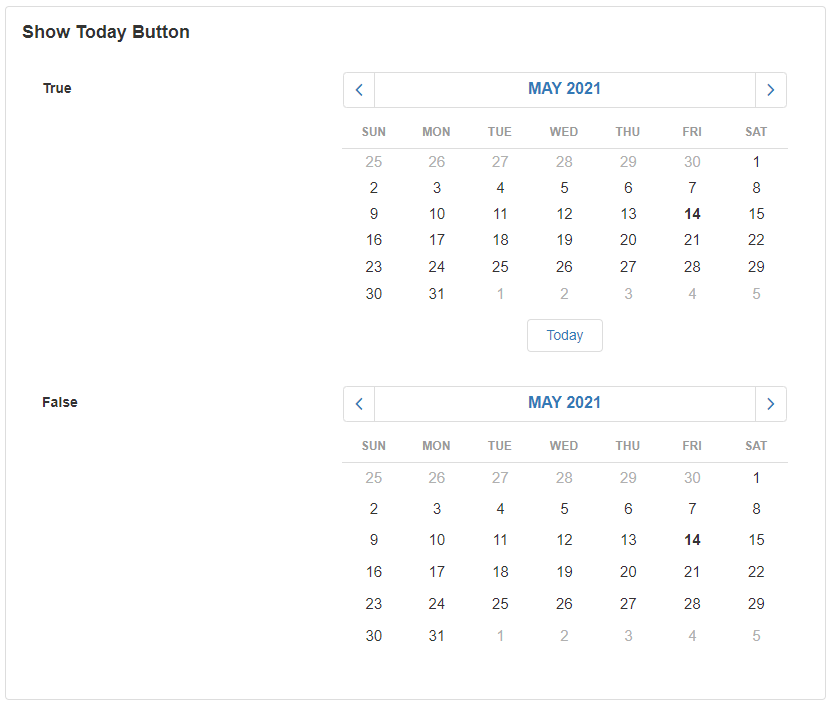 Show Today Button
True
MAY 2021
SUN MON TUE WED THU FRI SAT
25 26 27 28 29 30 1
2 3 4 5 6 7 8
9 10 11 12 13 14 15
16 17 18 19 20 21 22
23 24 25 26 27 28 29
30 31 1 2 3 4 5
Today
False
MAY 2021
SUN MON TUE WED THU FRI SAT
25 26 27 28 29 30 1
2 3 4 5 6 7 8
9 10 11 12 13 14 15
16 17 18 19 20 21 22
23 24 25 26 27 28 29
30 31 1 2 3 4 5